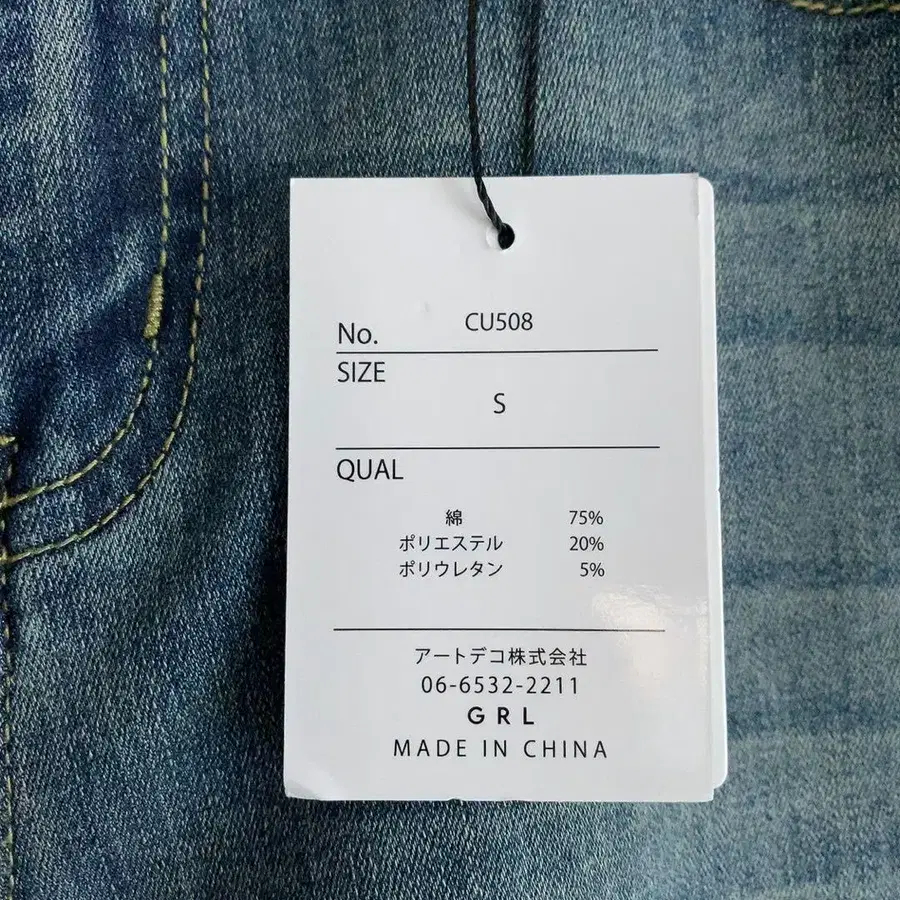 No. CU508
SIZE
S
QUAL
綿 75%
ポリエステル 20%
ポリウレタン 5%
アートデコ株式会社
06-6532-2211
GRL
MADE IN CHINA